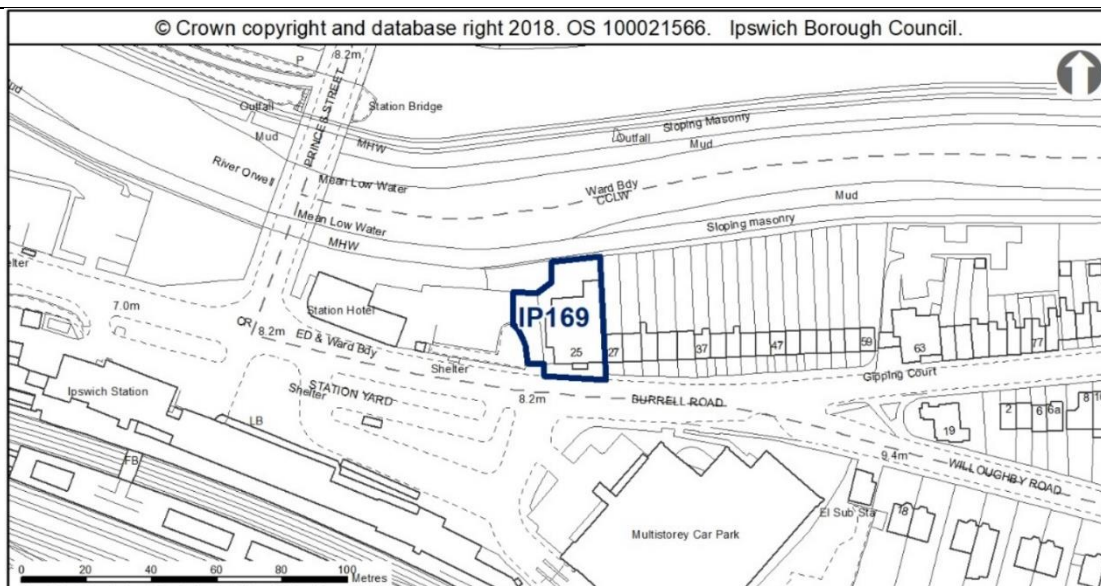 © Crown copyright and database right 2018. OS 100021566. Ipswich Borough Council.
8.2m
P
PRINCES STREET
Outfall
Station Bridge
Mud
Mud
MHW
River Orwell
Mean Low Water
Outfall
Sloping Masonry
Mud
Ward Bdy
CCLW
Mud
Sloping masonry
Mean Low Water
MHW
7.0m
Station Hotel
CR
8.2m
ED & Ward Bdy
Shelter
IP169
25
27
37
47
59
63
77
Gipping Court
Ipswich Station
Shelter
STATION YARD
8.2m
BURRELL ROAD
LB
FB
19
2
6
6a
8
9.4m
WILLOUGHBY ROAD
El Sub Sta
18
Multistorey Car Park
0
20
40
60
80
100
Metres